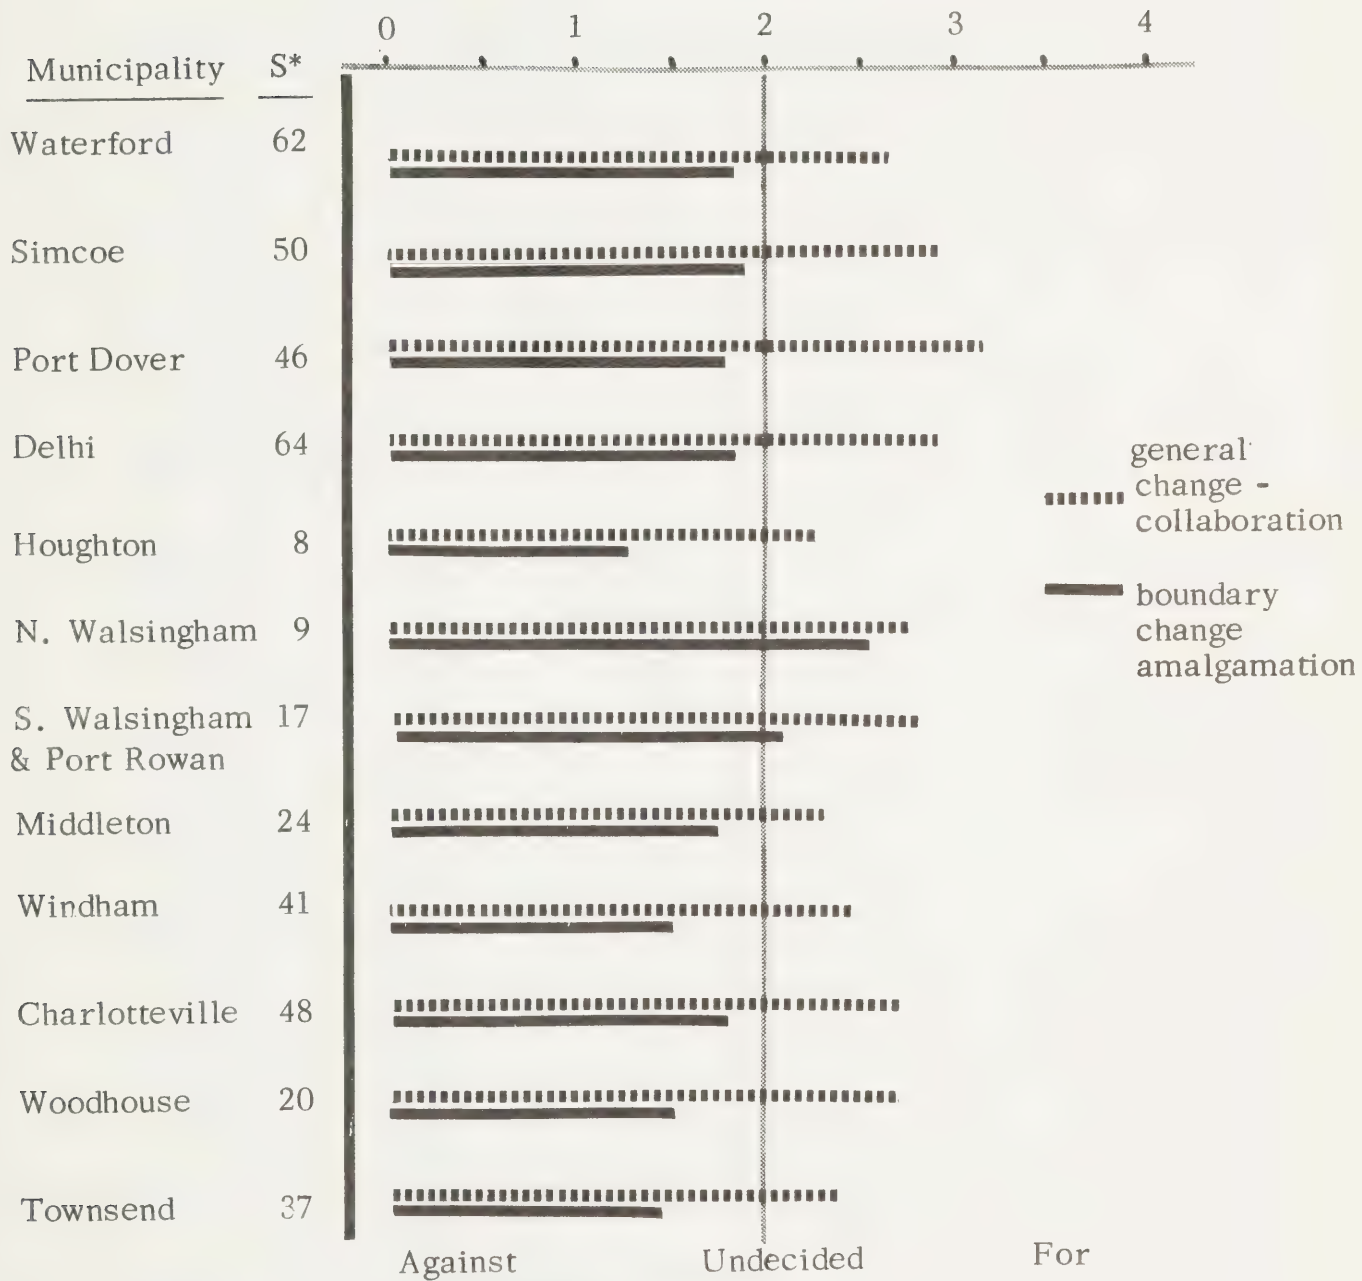 0 1 2 3 4
Municipality S*
Waterford 62
Simcoe 50
Port Dover 46
Delhi 64
general
change -
collaboration
Houghton 8
boundary
change
amalgamation
N. Walsingham 9
S. Walsingham 17
& Port Rowan
Middleton 24
Windham 41
Charlotteville 48
Woodhouse 20
Townsend 37
Against Undecided For